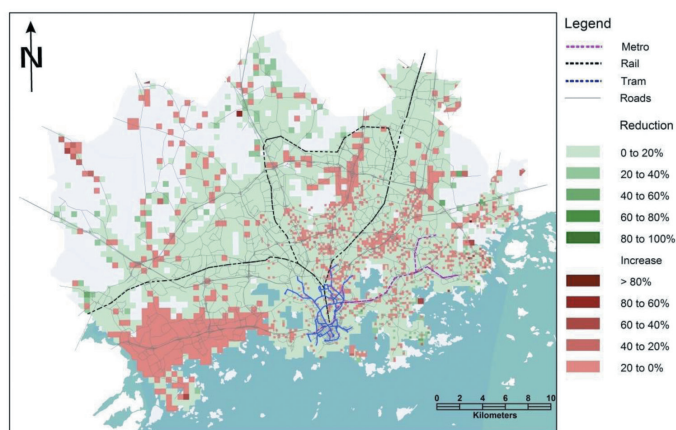 N
Legend
Metro
Rail
Tram
Roads
Reduction
0 to 20%
20 to 40%
40 to 60%
60 to 80%
80 to 100%
Increase
> 80%
80 to 60%
60 to 40%
40 to 20%
20 to 0%
0 2 4 6 8 10
Kilometers